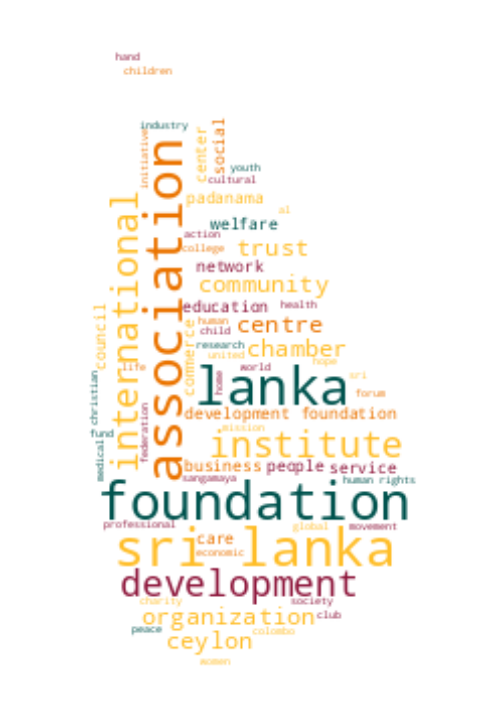 hand
children
industry
initiative
center
social
association
youth
cultural
international
padanama
al
welfare
action
college
trust
network
community
education
health
council
human
child
centre
commerce
research
united
chamber
hope
life
world
home
lanka
sri
christian
forum
federation
development foundation
fund
mission
institute
medical
business
people
service
sangamaya
human rights
foundation
professional
global
movement
sri lanka
care
economic
development
charity
society
organization
club
peace
colombo
ceylon
women